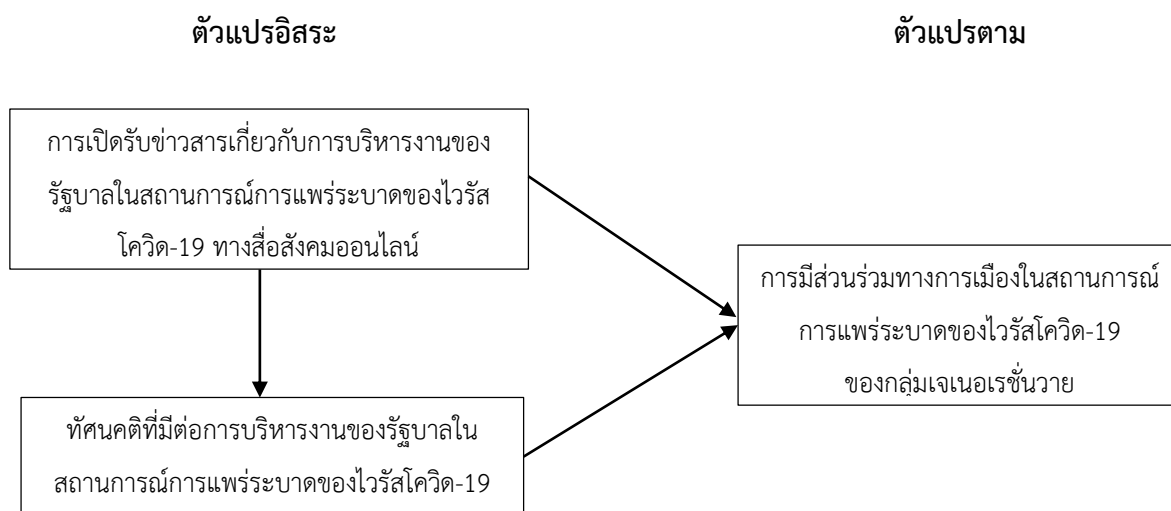 ตัวแปรอิสระ
ตัวแปรตาม
การเปิดรับข่าวสารเกี่ยวกับการบริหารงานของ
รัฐบาลในสถานการณ์การแพร่ระบาดของไวรัส
โควิด-19 ทางสื่อสังคมออนไลน์
การมีส่วนร่วมทางการเมืองในสถานการณ์
การแพร่ระบาดของไวรัสโควิด-19
ของกลุ่มเจเนอเรชั่นวาย
ทัศนคติที่มีต่อการบริหารงานของรัฐบาลใน
สถานการณ์การแพร่ระบาดของไวรัสโควิด-19